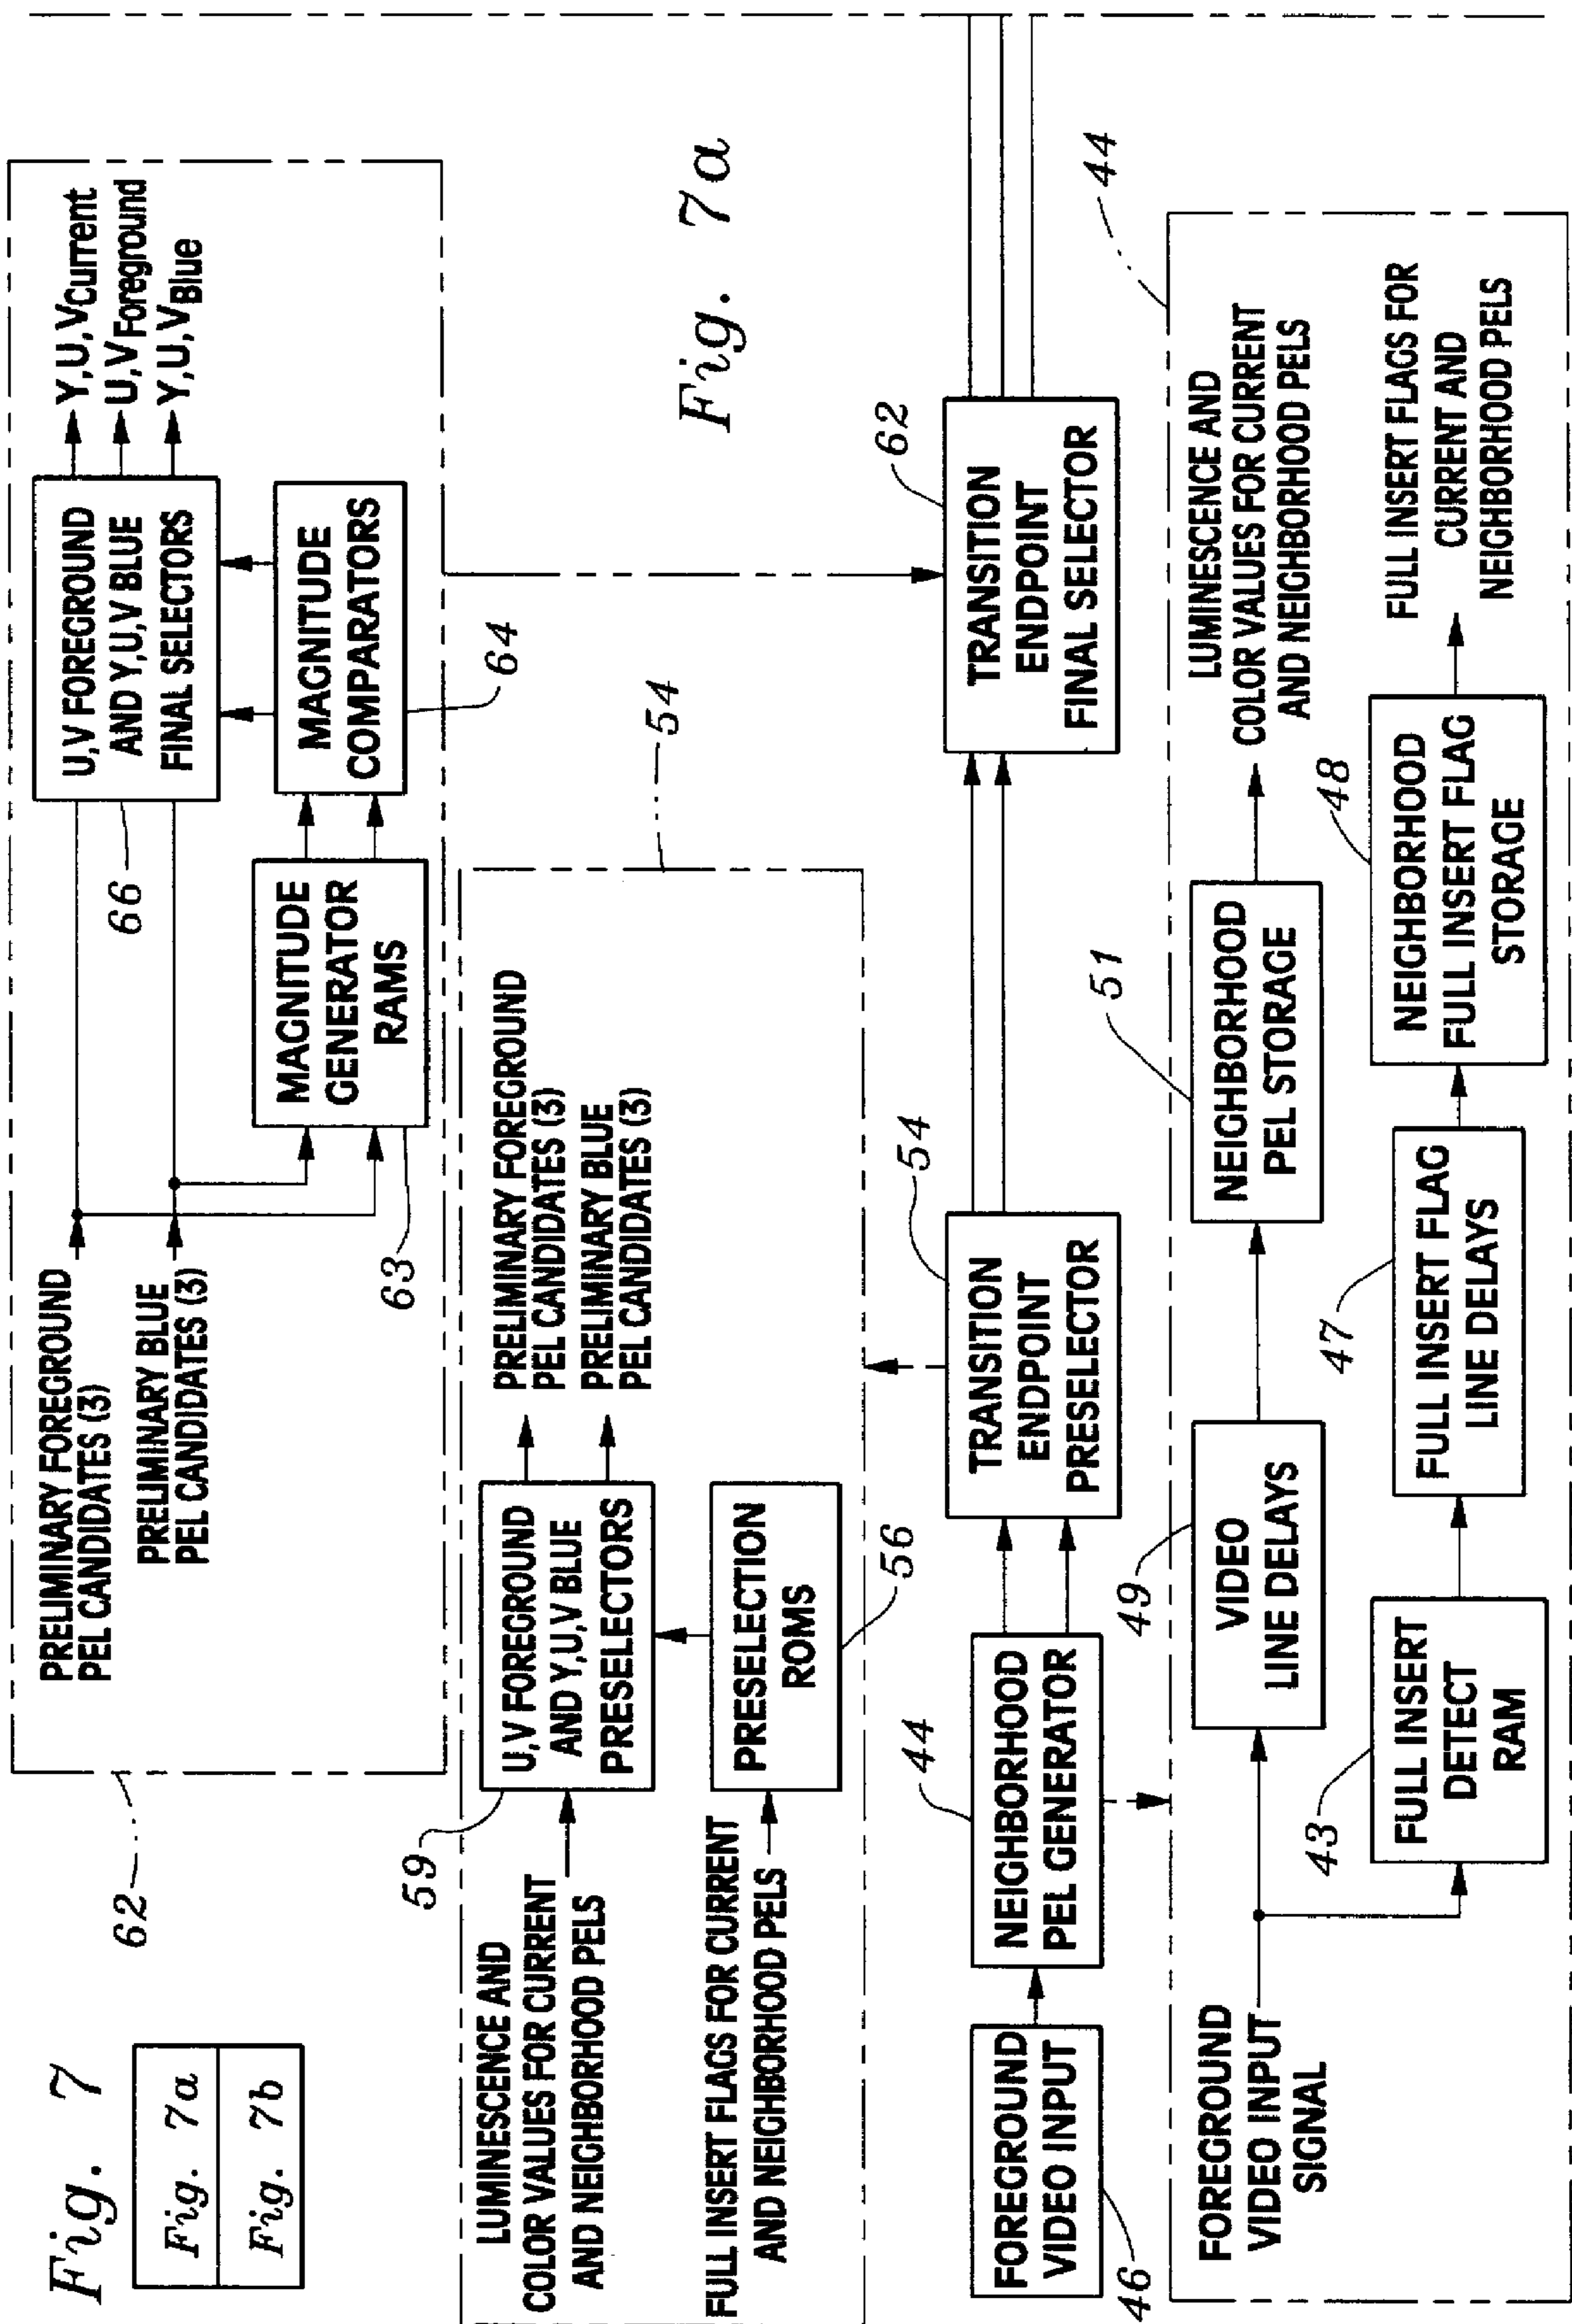 Fig. 7
Fig. 7a
Fig. 7b
62
PRELIMINARY FOREGROUND
PEL CANDIDATES (3)
PRELIMINARY BLUE
PEL CANDIDATES (3)
63
MAGNITUDE
GENERATOR
RAMS
66
U,V FOREGROUND
AND Y,U,V BLUE
FINAL SELECTORS
MAGNITUDE
COMPARATORS
64
Y,U,VCurrent
U,VForeground
Y,U,VBlue
LUMINESCENCE AND
COLOR VALUES FOR CURRENT
AND NEIGHBORHOOD PELS
FULL INSERT FLAGS FOR CURRENT
AND NEIGHBORHOOD PELS
59
U,V FOREGROUND
AND Y,U,V BLUE
PRESELECTORS
PRESELECTION
ROMS
56
PRELIMINARY FOREGROUND
PEL CANDIDATES (3)
PRELIMINARY BLUE
PEL CANDIDATES (3)
54
Fig. 7a
FOREGROUND
VIDEO INPUT
46
44
NEIGHBORHOOD
PEL GENERATOR
54
TRANSITION
ENDPOINT
PRESELECTOR
62
TRANSITION
ENDPOINT
FINAL SELECTOR
44
FOREGROUND
VIDEO INPUT
SIGNAL
49
VIDEO
LINE DELAYS
51
NEIGHBORHOOD
PEL STORAGE
LUMINESCENCE AND
COLOR VALUES FOR CURRENT
AND NEIGHBORHOOD PELS
43
FULL INSERT
DETECT
RAM
47
FULL INSERT FLAG
LINE DELAYS
48
NEIGHBORHOOD
FULL INSERT FLAG
STORAGE
FULL INSERT FLAGS FOR
CURRENT AND
NEIGHBORHOOD PELS